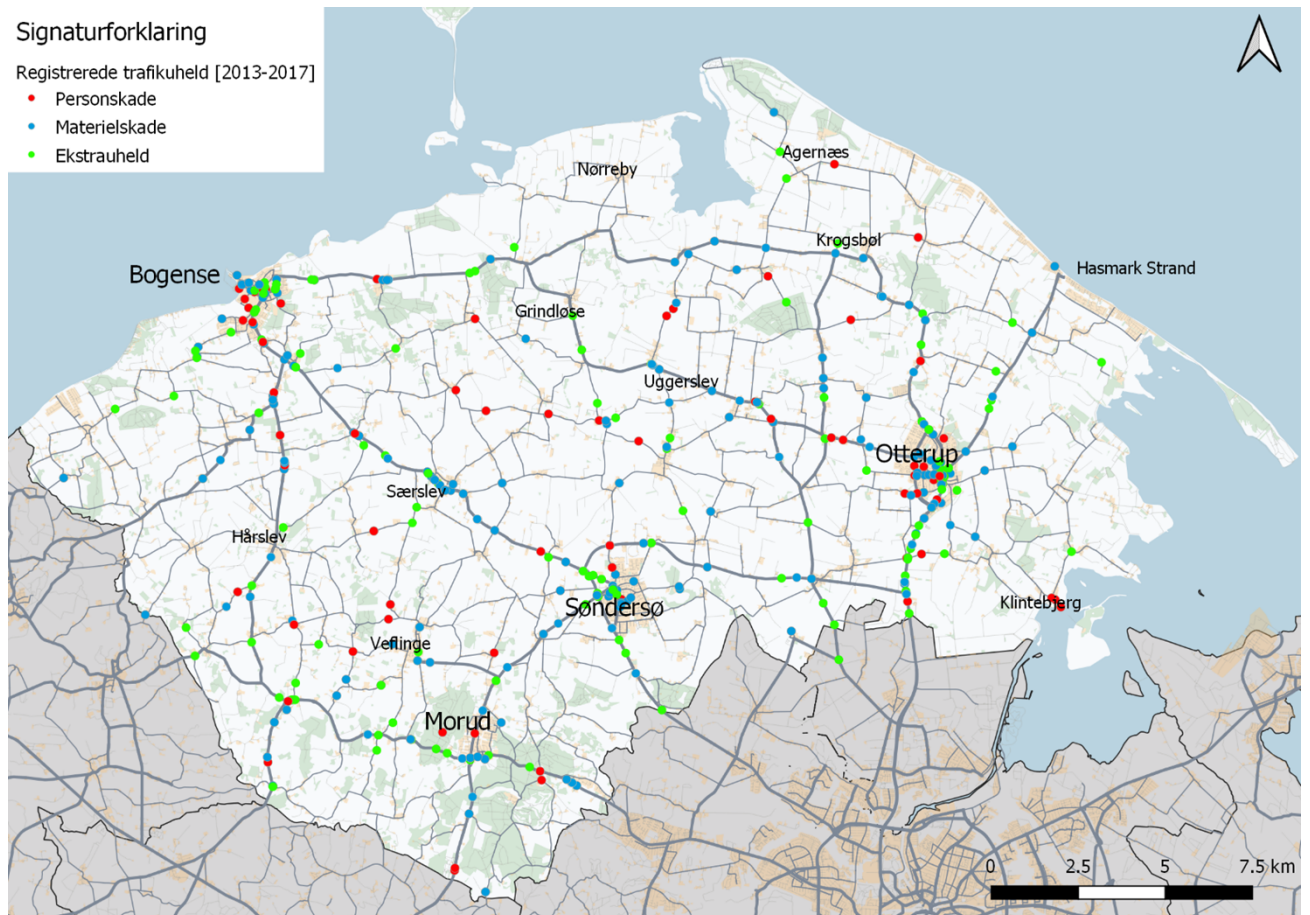 Signaturforklaring
Registrerede trafikuheld [2013-2017]
Personskade
Materielskade
Ekstrauheld
Agernæs
Nørreby
Krogsbøl
Bogense
Hasmark Strand
Grindløse
Uggerslev
Otterup
Særslev
Hårslev
Søndersø
Klintebjerg
Veflinge
Morud
0 2.5 5 7.5 km